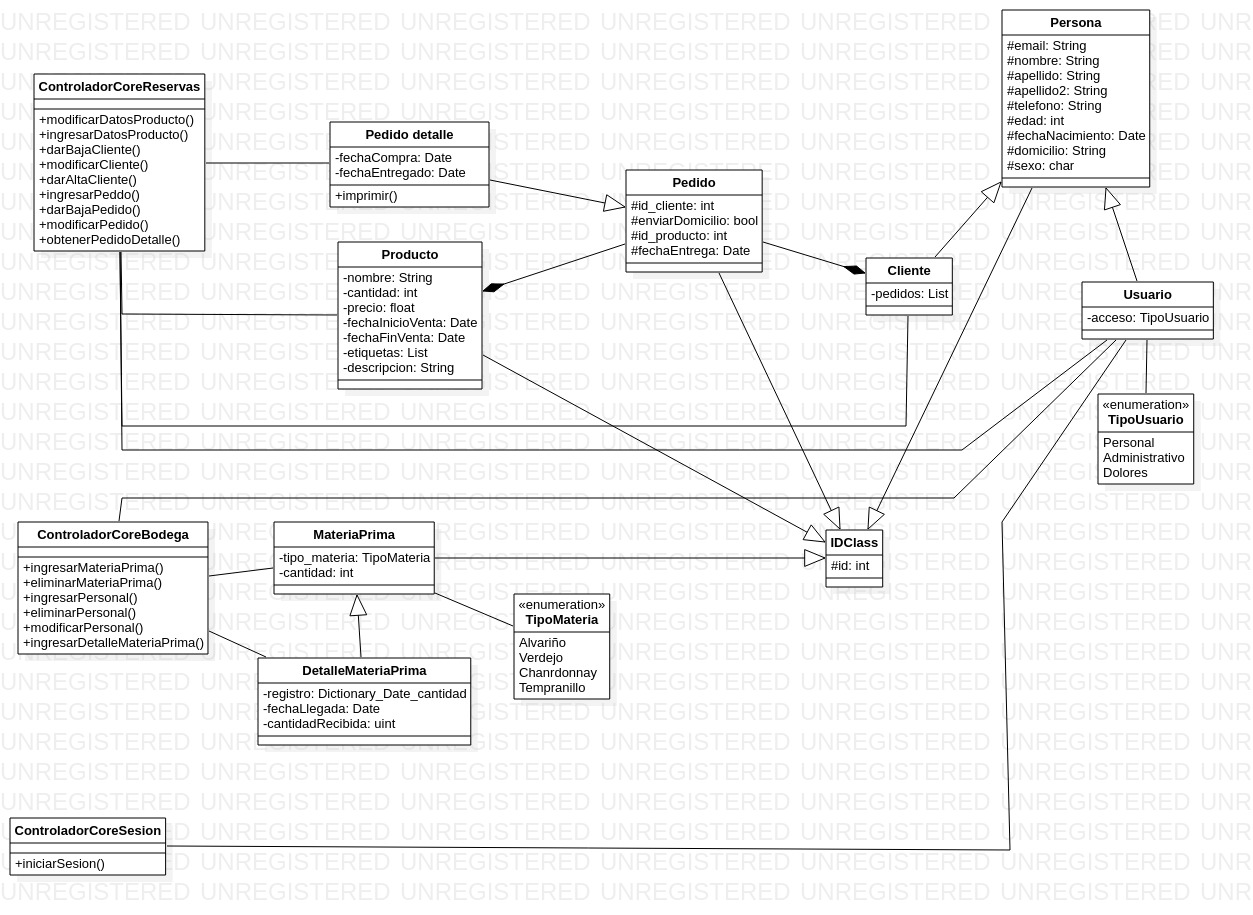 Persona
#email: String
#nombre: String
#apellido: String
#apellido2: String
#telefono: String
#edad: int
#fechaNacimiento: Date
#domicilio: String
#sexo: char
ControladorCoreReservas
+modificarDatosProducto()
+ingresarDatosProducto()
+darBajaCliente()
+modificarCliente()
+darAltaCliente()
+ingresarPeddo()
+darBajaPedido()
+modificarPedido()
+obtenerPedidoDetalle()
Pedido detalle
-fechaCompra: Date
-fechaEntregado: Date
+imprimir()
Pedido
#id_cliente: int
#enviarDomicilio: bool
#id_producto: int
#fechaEntrega: Date
Producto
-nombre: String
-cantidad: int
-precio: float
-fechaInicioVenta: Date
-fechaFinVenta: Date
-etiquetas: List
-descripcion: String
Cliente
-pedidos: List
Usuario
-acceso: TipoUsuario
«enumeration»
TipoUsuario
Personal
Administrativo
Dolores
ControladorCoreBodega
+ingresarMateriaPrima()
+eliminarMateriaPrima()
+ingresarPersonal()
+eliminarPersonal()
+modificarPersonal()
+ingresarDetalleMateriaPrima()
MateriaPrima
-tipo_materia: TipoMateria
-cantidad: int
IDClass
#id: int
«enumeration»
TipoMateria
Alvariño
Verdejo
Chanrdonnay
Tempranillo
DetalleMateriaPrima
-registro: Dictionary_Date_cantidad
-fechaLlegada: Date
-cantidadRecibida: uint
ControladorCoreSesion
+iniciarSesion()
UNREGISTERED